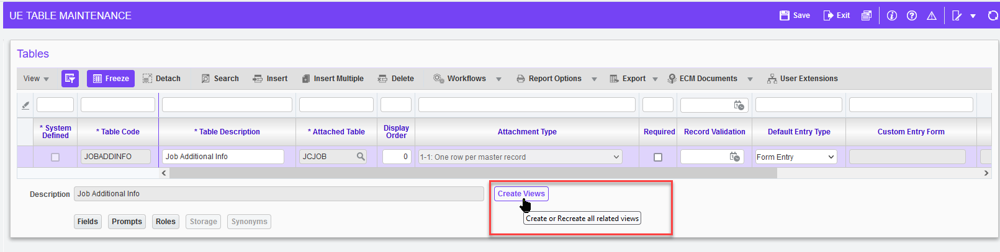 UE TABLE MAINTENANCE Save Exit
Tables
View Freeze Detach Search Insert Insert Multiple Delete Workflows Report Options Export ECM Documents User Extensions
* System Defined * Table Code * Table Description * Attached Table Display Order Attachment Type Required Record Validation Default Entry Type Custom Entry Form
JOBADDINFO Job Additional Info JCJOB 0 1-1: One row per master record Form Entry
Description Job Additional Info Create Views
Create or Recreate all related views
Fields Prompts Roles Storage Synonyms